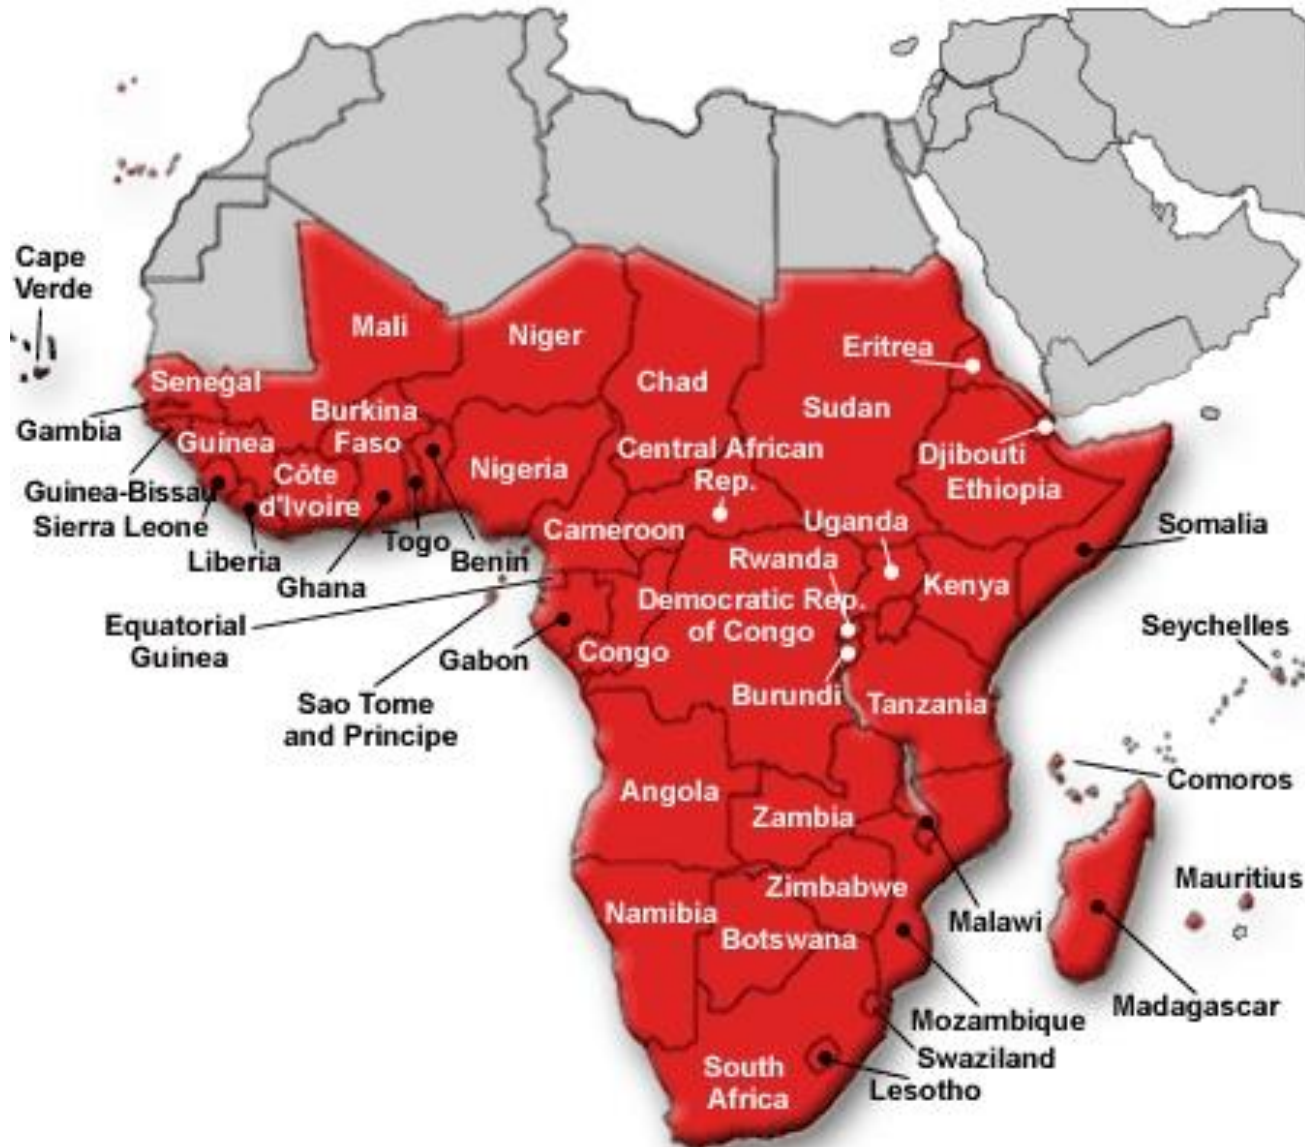 Cape
Verde
Mali
Niger
Chad
Eritrea
Sudan
Senegal
Gambia
Burkina
Faso
Guinea
Nigeria
Central African
Rep.
Djibouti
Ethiopia
Côte
d'Ivoire
Guinea-Bissau
Sierra Leone
Liberia
Ghana
Togo
Benin
Cameroon
Uganda
Somalia
Rwanda
Kenya
Democratic Rep.
of Congo
Equatorial
Guinea
Gabon
Congo
Seychelles
Sao Tome
and Principe
Burundi
Tanzania
Angola
Zambia
Comoros
Zimbabwe
Mauritius
Namibia
Botswana
Malawi
Madagascar
Mozambique
Swaziland
Lesotho
South
Africa